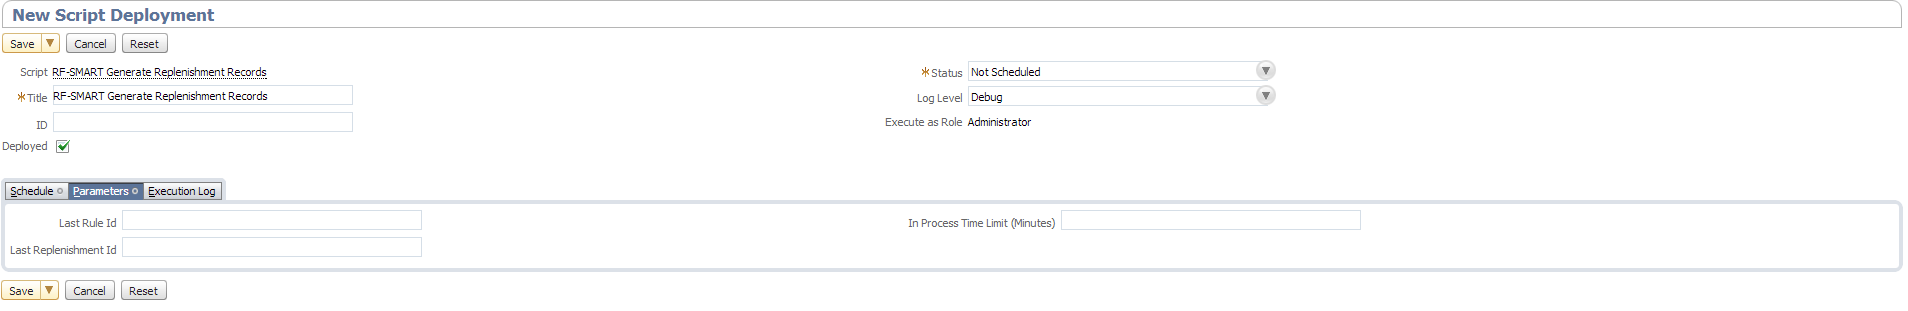 New Script Deployment
Save Cancel Reset
Script RF-SMART Generate Replenishment Records
Title RF-SMART Generate Replenishment Records
ID
Deployed
Status Not Scheduled
Log Level Debug
Execute as Role Administrator
Schedule Parameters Execution Log
Last Rule Id
Last Replenishment Id
In Process Time Limit (Minutes)
Save Cancel Reset